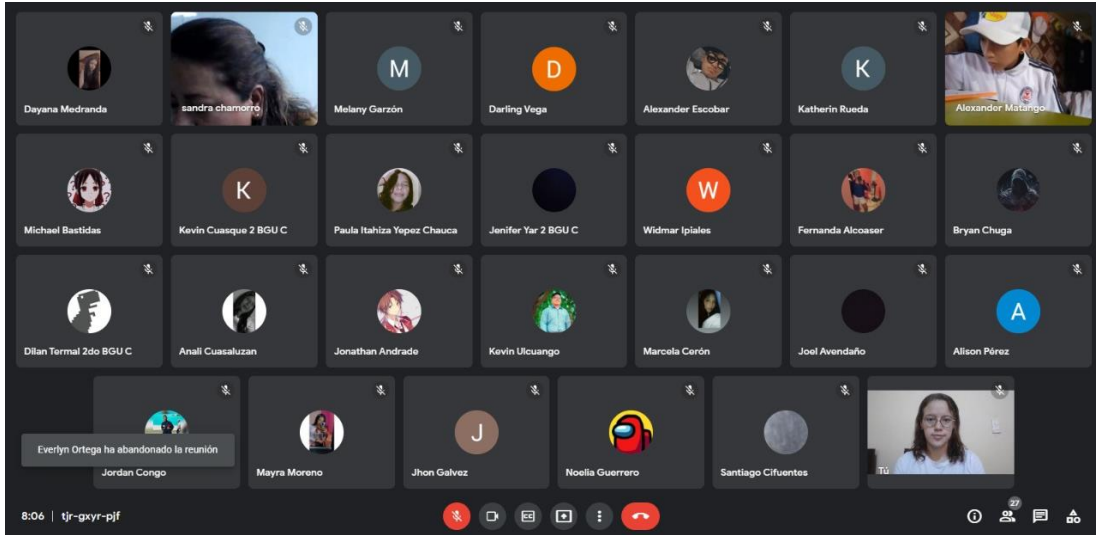 Dayana Medranda
sandra chamorro
M
Melany Garzón
D
Darling Vega
Alexander Escobar
K
Katherin Rueda
Alexander Matango
Michael Bastidas
K
Kevin Cuasque 2 BGU C
Paula Itahiza Yepez Chauca
Jenifer Yar 2 BGU C
W
Widmar Ipiales
Fernanda Alcoaser
Bryan Chuga
Dilan Termal 2do BGU C
Anali Cuasaluzan
Jonathan Andrade
Kevin Ulcuango
Marcela Cerón
Joel Avendaño
A
Alison Pérez
Everlyn Ortega ha abandonado la reunión
Jordan Congo
Mayra Moreno
J
Jhon Galvez
Noelia Guerrero
Santiago Cifuentes
Tú
8:06 | tjr-gxyr-pjf
CC
27